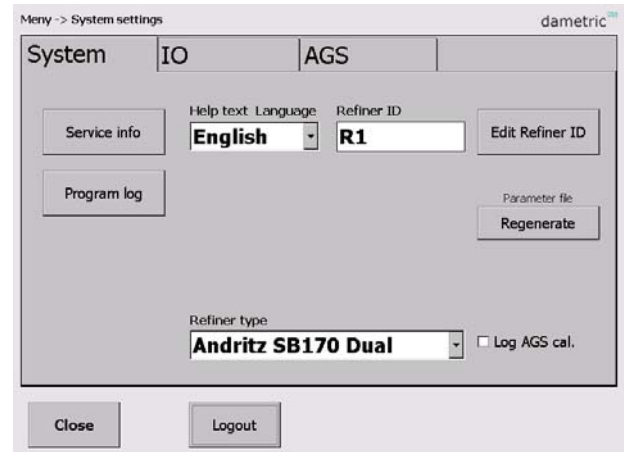 Meny -> System settings
dametric
System IO AGS
Help text Language Refiner ID
Service info English R1 Edit Refiner ID
Program log
Parameter file
Regenerate
Refiner type
Andritz SB170 Dual Log AGS cal.
Close Logout